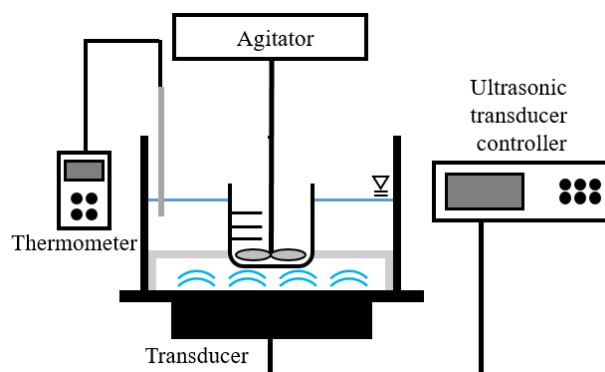 Agitator
Ultrasonic
transducer
controller
Thermometer
Transducer